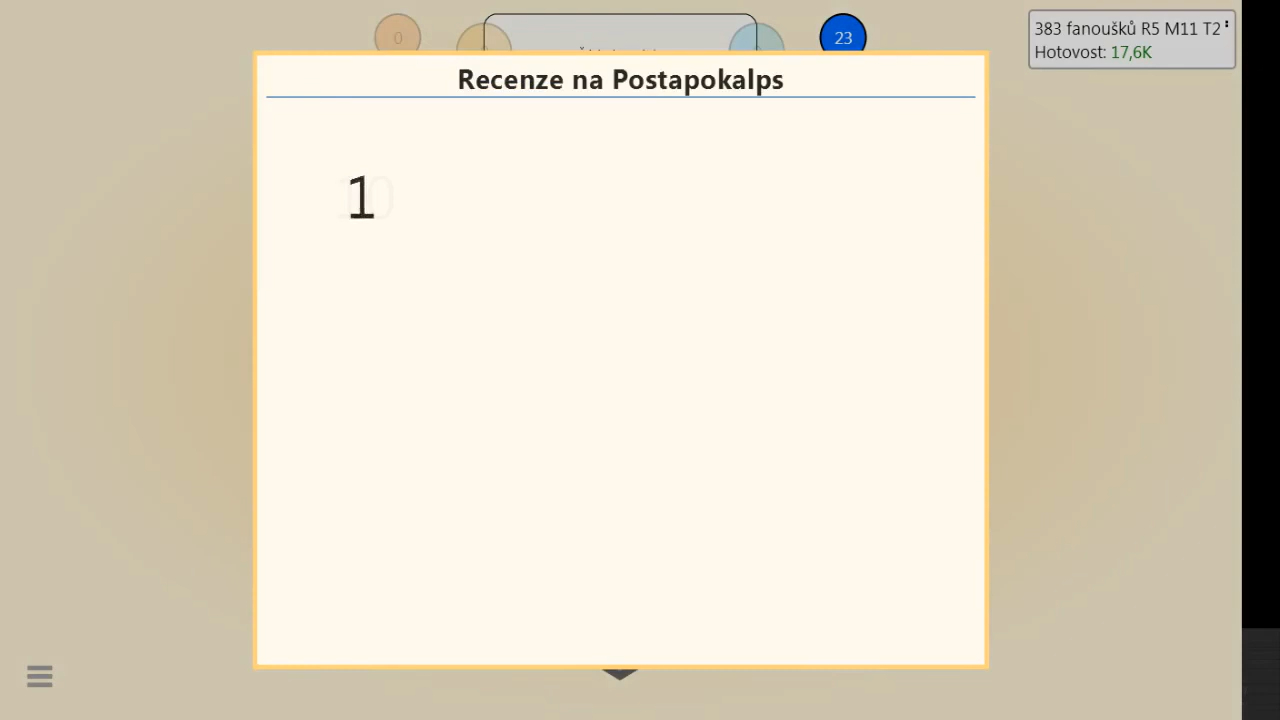 0
23
383 fanoušků R5 M11 T2
Hotovost: 17,6K
Recenze na Postapokalps
1